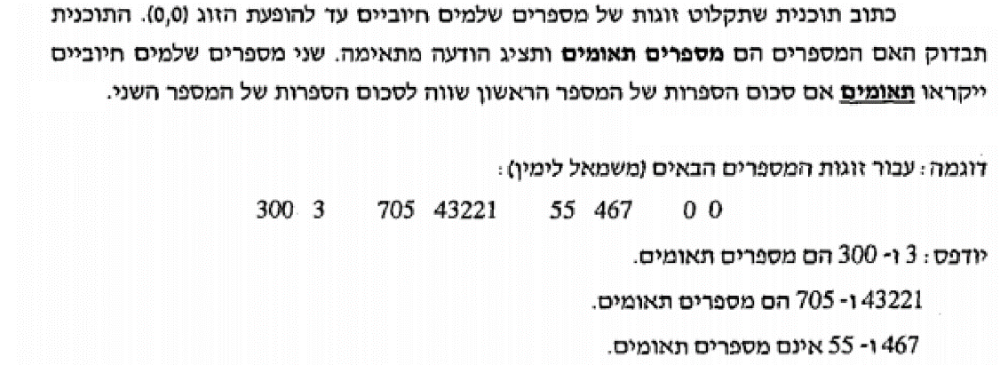 כתוב תוכנית שתקלוט זוגות של מספרים שלמים חיוביים עד להופעת הזוג (0,0). התוכנית
תבדוק האם המספרים הם מספרים תאומים ותציג הודעה מתאימה. שני מספרים שלמים חיוביים
ייקראו תאומים אם סכום הספרות של המספר הראשון שווה לסכום הספרות של המספר השני.
דוגמה: עבור זוגות המספרים הבאים (משמאל לימין):
300 3 705 43221 55 467 0 0
יודפס: 3 ו- 300 הם מספרים תאומים.
43221 ו- 705 הם מספרים תאומים.
467 ו- 55 אינם מספרים תאומים.